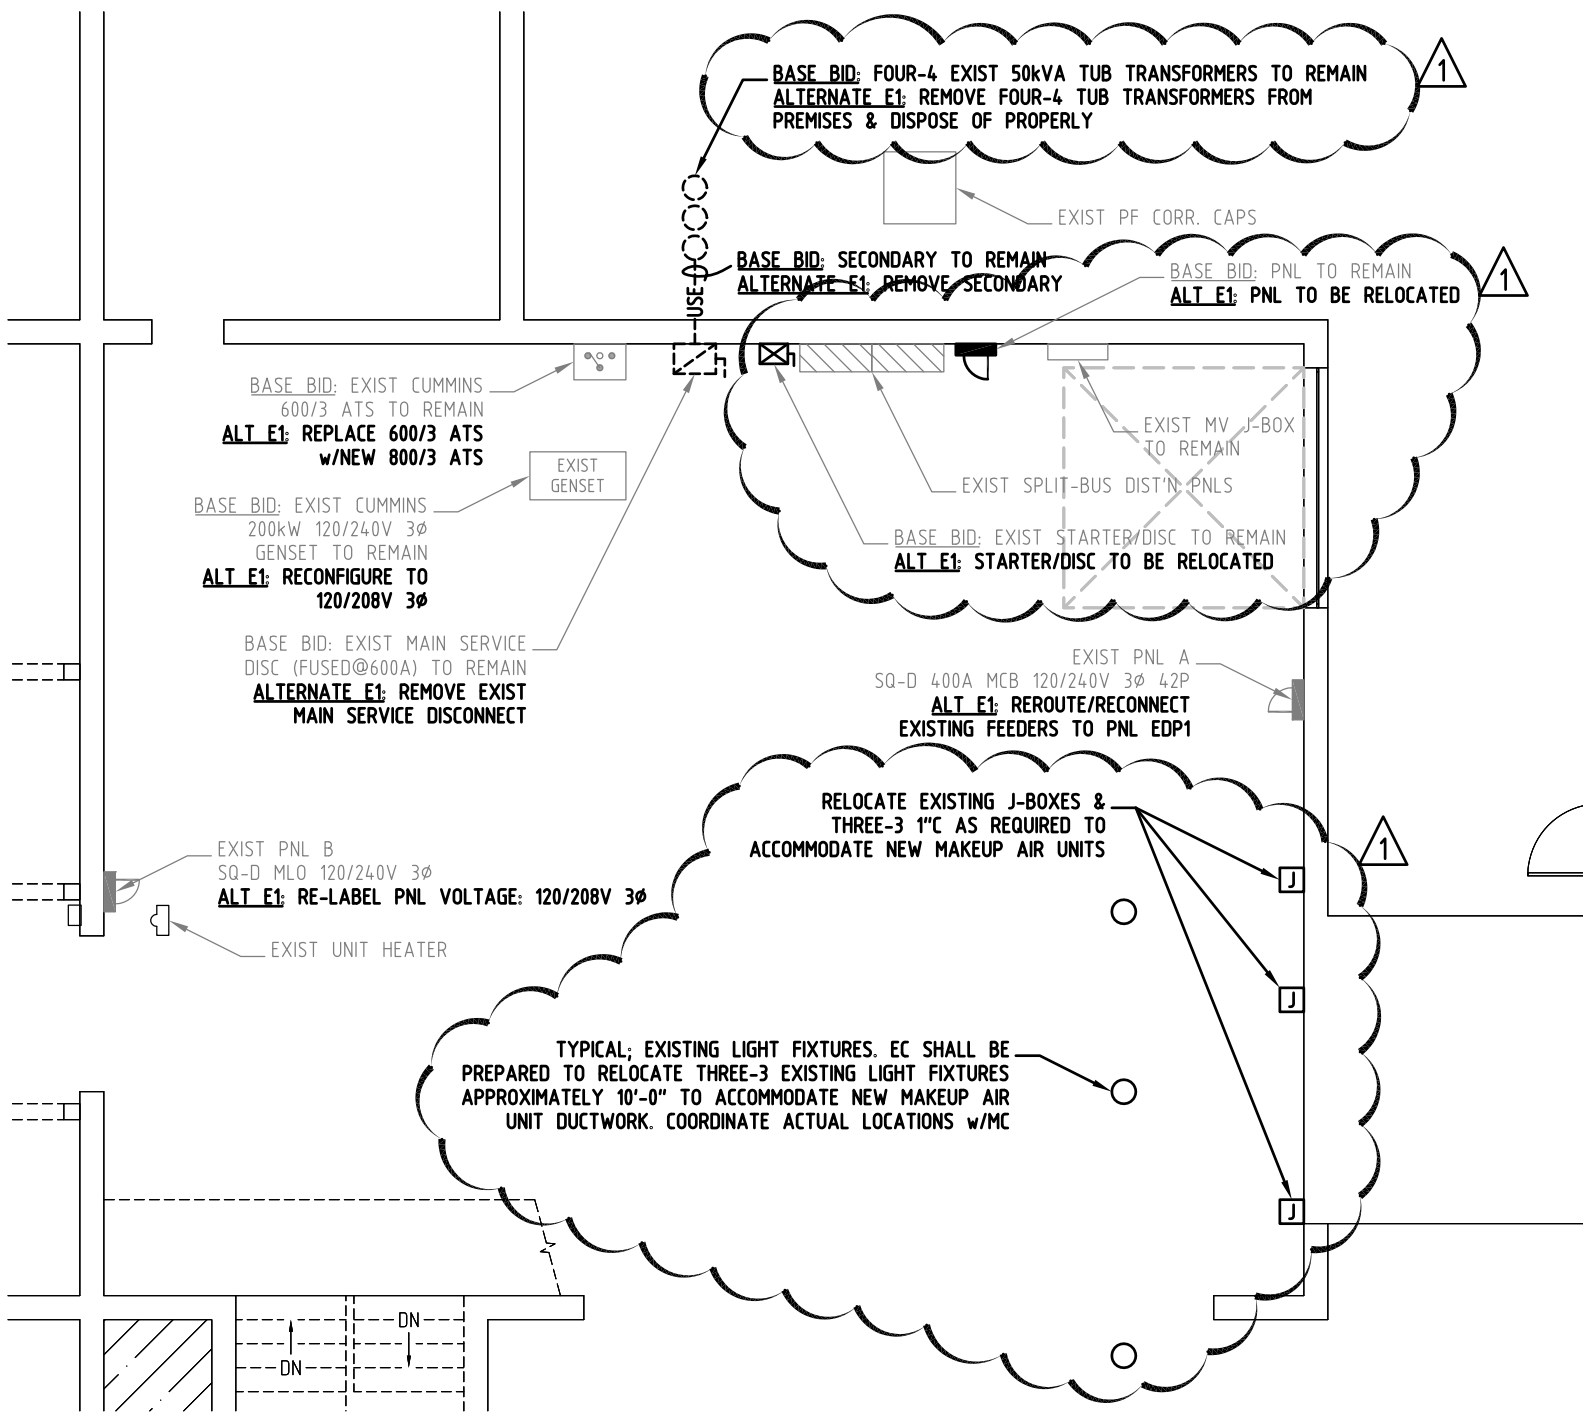 BASE BID: FOUR-4 EXIST 50kVA TUB TRANSFORMERS TO REMAIN
ALTERNATE E1: REMOVE FOUR-4 TUB TRANSFORMERS FROM
PREMISES & DISPOSE OF PROPERLY
1
EXIST PF CORR. CAPS
BASE BID: SECONDARY TO REMAIN
ALTERNATE E1: REMOVE SECONDARY
USE
BASE BID: PNL TO REMAIN
ALT E1: PNL TO BE RELOCATED
1
BASE BID: EXIST CUMMINS
600/3 ATS TO REMAIN
ALT E1: REPLACE 600/3 ATS
w/NEW 800/3 ATS
EXIST
GENSET
EXIST MV J-BOX
TO REMAIN
EXIST SPLIT-BUS DIST'N PNLS
BASE BID: EXIST CUMMINS
200kW 120/240V 3Ø
GENSET TO REMAIN
ALT E1: RECONFIGURE TO
120/208V 3Ø
BASE BID: EXIST STARTER/DISC TO REMAIN
ALT E1: STARTER/DISC TO BE RELOCATED
BASE BID: EXIST MAIN SERVICE
DISC (FUSED@600A) TO REMAIN
ALTERNATE E1: REMOVE EXIST
MAIN SERVICE DISCONNECT
EXIST PNL A
SQ-D 400A MCB 120/240V 3Ø 42P
ALT E1: REROUTE/RECONNECT
EXISTING FEEDERS TO PNL EDP1
RELOCATE EXISTING J-BOXES &
THREE-3 1"C AS REQUIRED TO
ACCOMMODATE NEW MAKEUP AIR UNITS
1
EXIST PNL B
SQ-D MLO 120/240V 3Ø
ALT E1: RE-LABEL PNL VOLTAGE: 120/208V 3Ø
EXIST UNIT HEATER
J
J
TYPICAL; EXISTING LIGHT FIXTURES. EC SHALL BE
PREPARED TO RELOCATE THREE-3 EXISTING LIGHT FIXTURES
APPROXIMATELY 10'-0" TO ACCOMMODATE NEW MAKEUP AIR
UNIT DUCTWORK. COORDINATE ACTUAL LOCATIONS w/MC
J
DN
DN